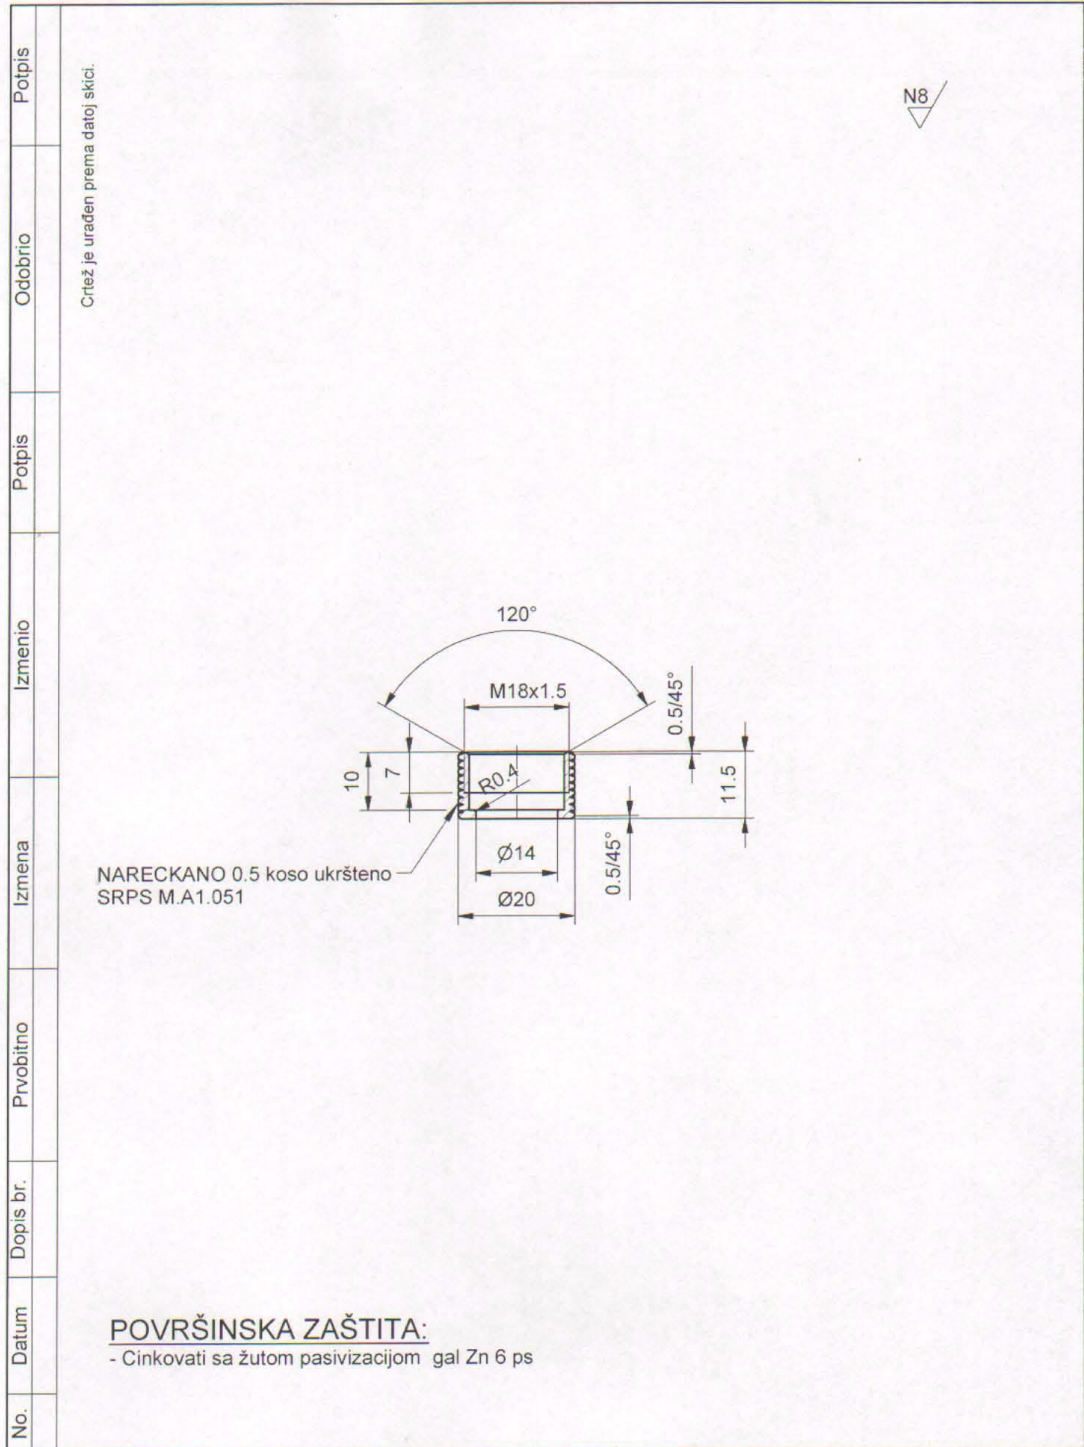 Potpis
Odobrio
Potpis
Izmenio
Izmena
Prvobitno
Dopis br.
Datum
No.
Crtež je urađen prema datoj skici.
N8
120°
M18x1.5
0.5/45°
10
7
R0.4
11.5
Ø14
0.5/45°
Ø20
NARECKANO 0.5 koso ukršteno
SRPS M.A1.051
POVRŠINSKA ZAŠTITA:
- Cinkovati sa žutom pasivizacijom gal Zn 6 ps